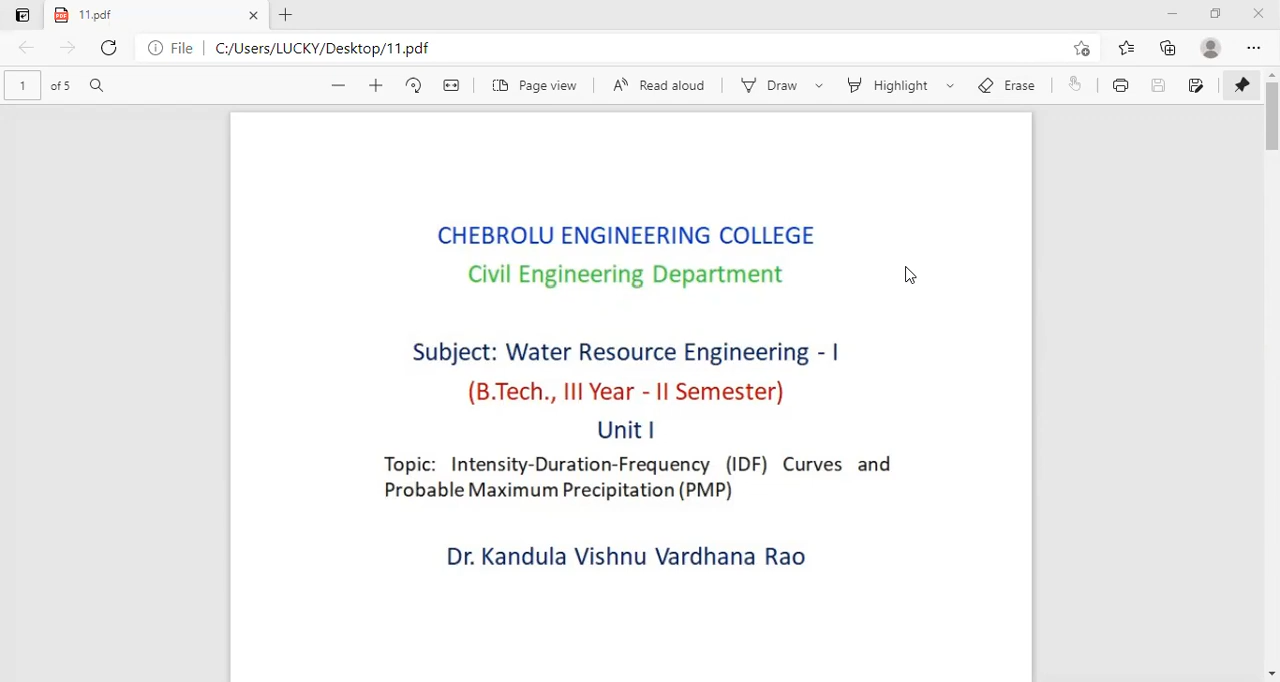 11.pdf
File C:/Users/LUCKY/Desktop/11.pdf
1 of 5 Page view Read aloud Draw Highlight Erase
CHEBROLU ENGINEERING COLLEGE
Civil Engineering Department
Subject: Water Resource Engineering - I
(B.Tech., III Year - II Semester)
Unit I
Topic: Intensity-Duration-Frequency (IDF) Curves and
Probable Maximum Precipitation (PMP)
Dr. Kandula Vishnu Vardhana Rao